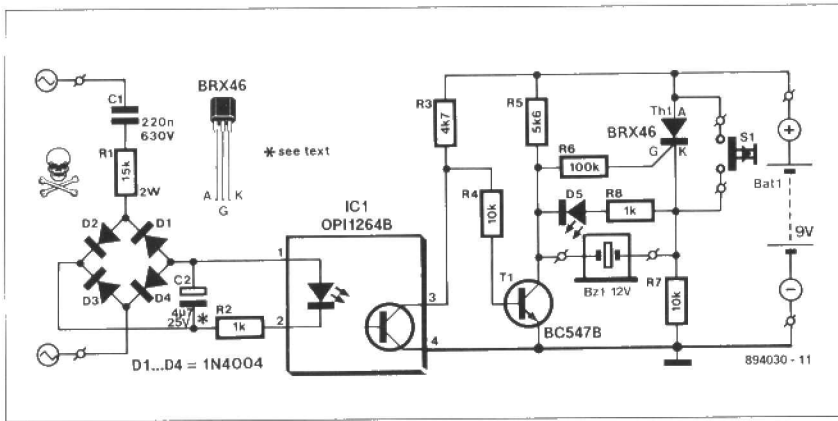 C1
220n
630V
R1
15k
2W
BRX46
A
G
K
* see text
D2
D1
D3
D4
C2
4µ7
25V
*
R2
1k
D1...D4 = 1N4004
IC1
OPI1264B
1
2
3
4
R3
4k7
R4
10k
R5
5k6
R6
100k
D5
R8
1k
T1
BC547B
Bz1 12V
Th1
A
BRX46
G
K
S1
R7
10k
+
Bat1
9V
−
894030 - 11